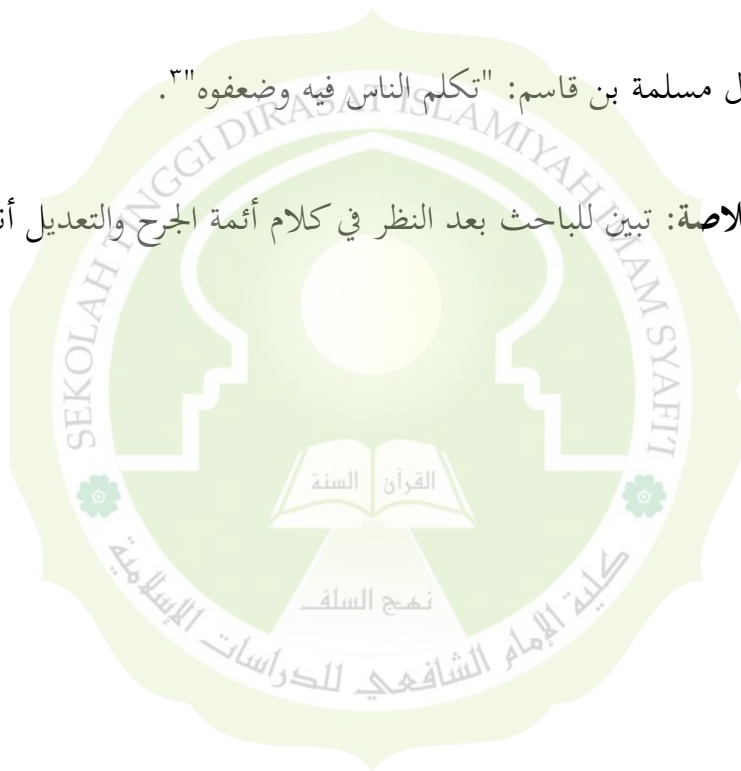 ل مسلمة بن قاسم: "تكلم الناس فيه وضعفوه"٣.
لاصة: تبين للباحث بعد النظر في كلام أئمة الجرح والتعديل أن
SEKOLAH TINGGI DIRASAT ISLAMIYAH IMAM SYAFI'I
القرآن السنة
نهج السلف
كلية الإمام الشافعي للدراسات الإسلامية